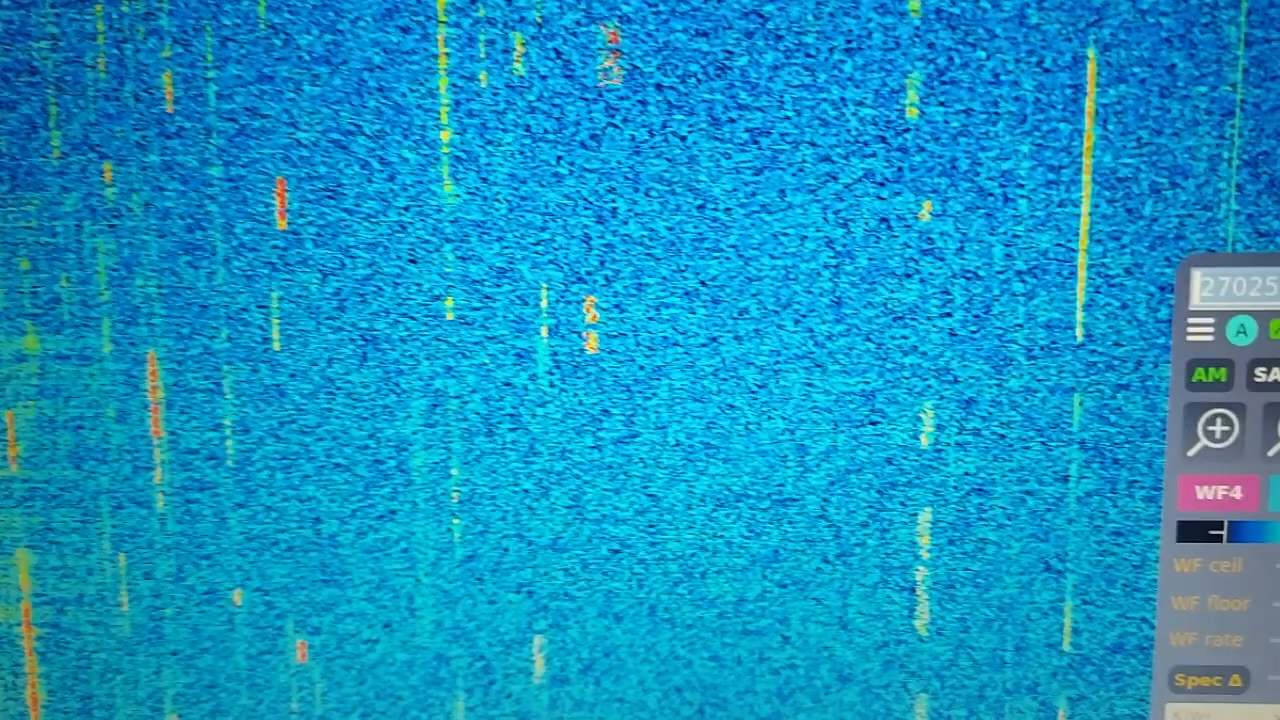 27025
A
AM SA
WF4
WF ceil
WF floor
WF rate
Spec Δ